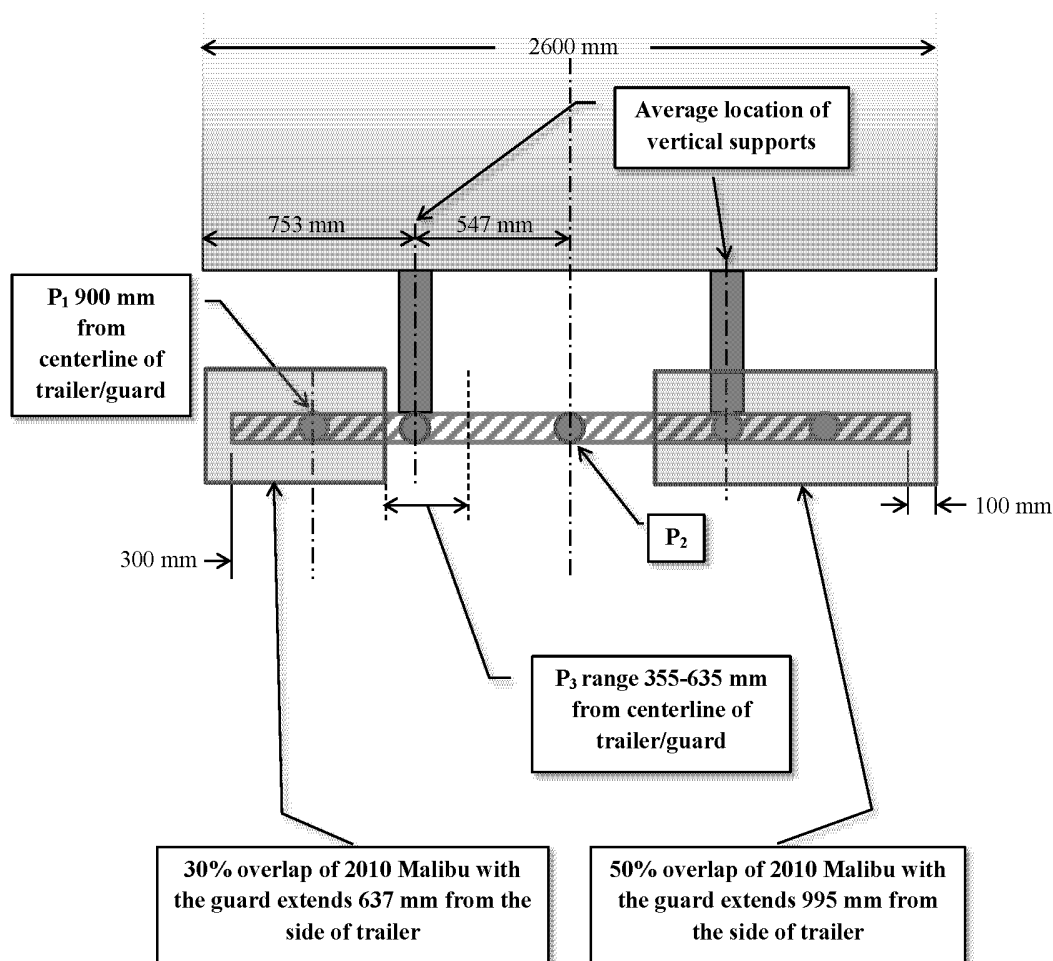 2600 mm
Average location of
vertical supports
753 mm
547 mm
P₁ 900 mm
from
centerline of
trailer/guard
100 mm
P₂
300 mm
P₃ range 355-635 mm
from centerline of
trailer/guard
30% overlap of 2010 Malibu with
the guard extends 637 mm from the
side of trailer
50% overlap of 2010 Malibu with
the guard extends 995 mm from
the side of trailer